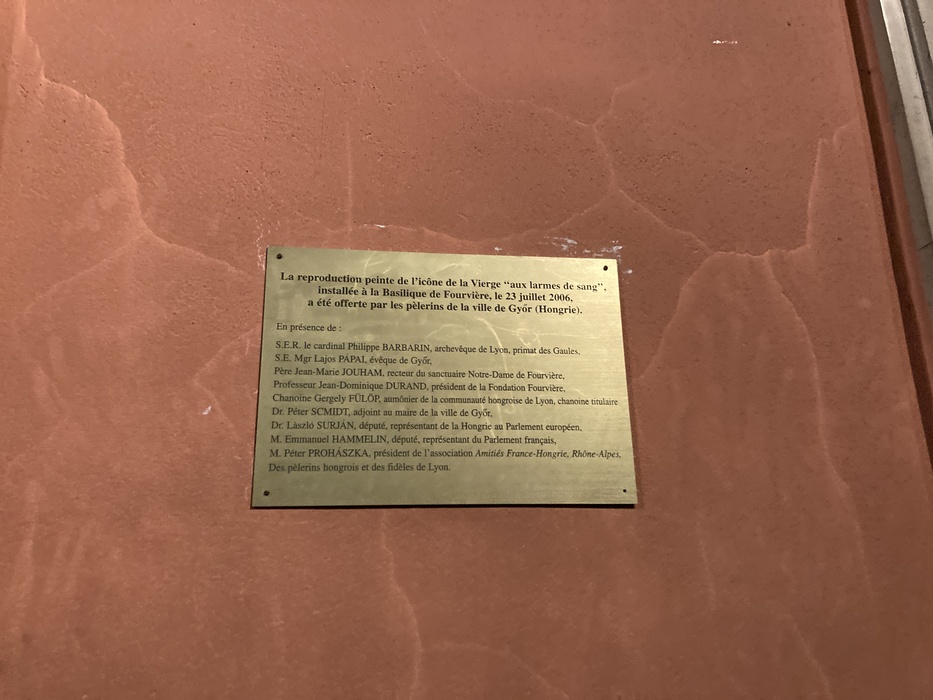 La reproduction peinte de l'icône de la Vierge “aux larmes de sang”,
installée à la Basilique de Fourvière, le 23 juillet 2006,
a été offerte par les pèlerins de la ville de Győr (Hongrie).
En présence de :
S.E.R. le cardinal Philippe BARBARIN, archevêque de Lyon, primat des Gaules,
S.E. Mgr Lajos PÁPAI, évêque de Győr,
Père Jean-Marie JOUHAM, recteur du sanctuaire Notre-Dame de Fourvière,
Professeur Jean-Dominique DURAND, président de la Fondation Fourvière,
Chanoine Gergely FÜLÖP, aumônier de la communauté hongroise de Lyon, chanoine titulaire
Dr. Péter SCMIDT, adjoint au maire de la ville de Győr,
Dr. Làszló SURJÁN, député, représentant de la Hongrie au Parlement européen,
M. Emmanuel HAMMELIN, député, représentant du Parlement français,
M. Péter PROHÁSZKA, président de l'association Amitiés France-Hongrie, Rhône-Alpes,
Des pèlerins hongrois et des fidèles de Lyon.